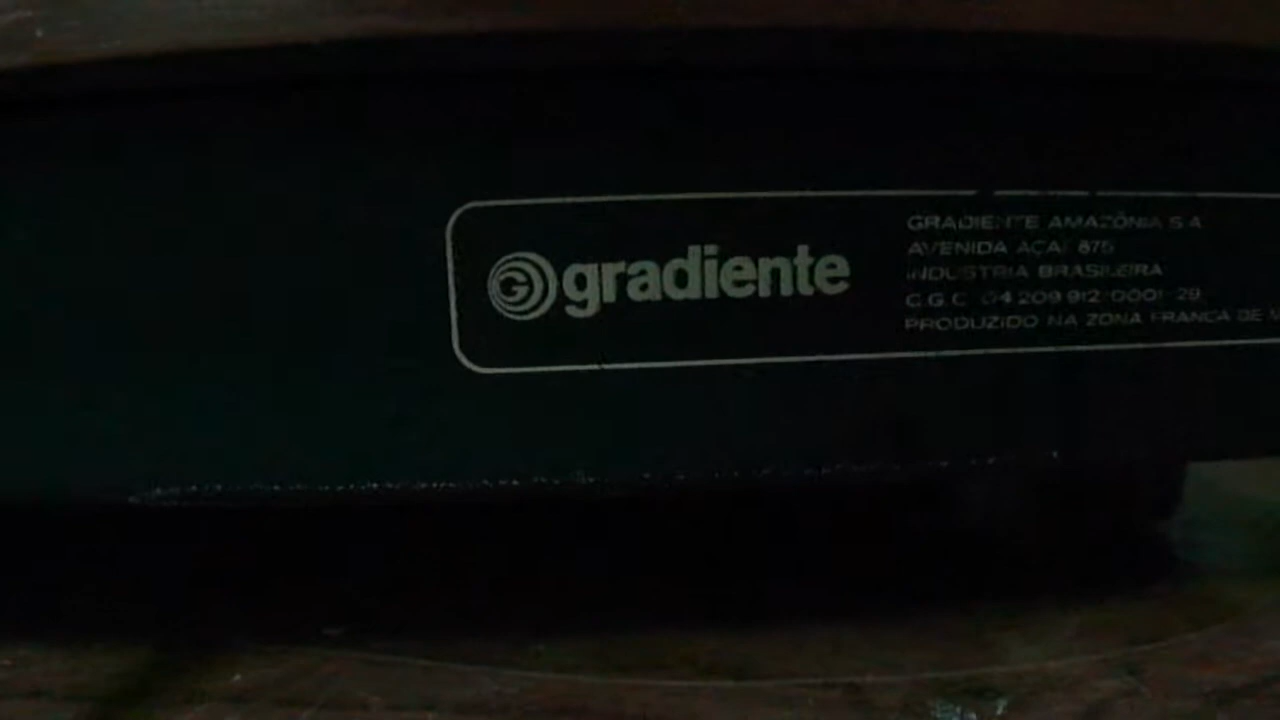 gradiente
GRADIENTE AMAZÔNIA S.A
AVENIDA AÇAÍ 875
INDUSTRIA BRASILEIRA
C.G.C. 04.209.912/0001-29
PRODUZIDO NA ZONA FRANCA DE